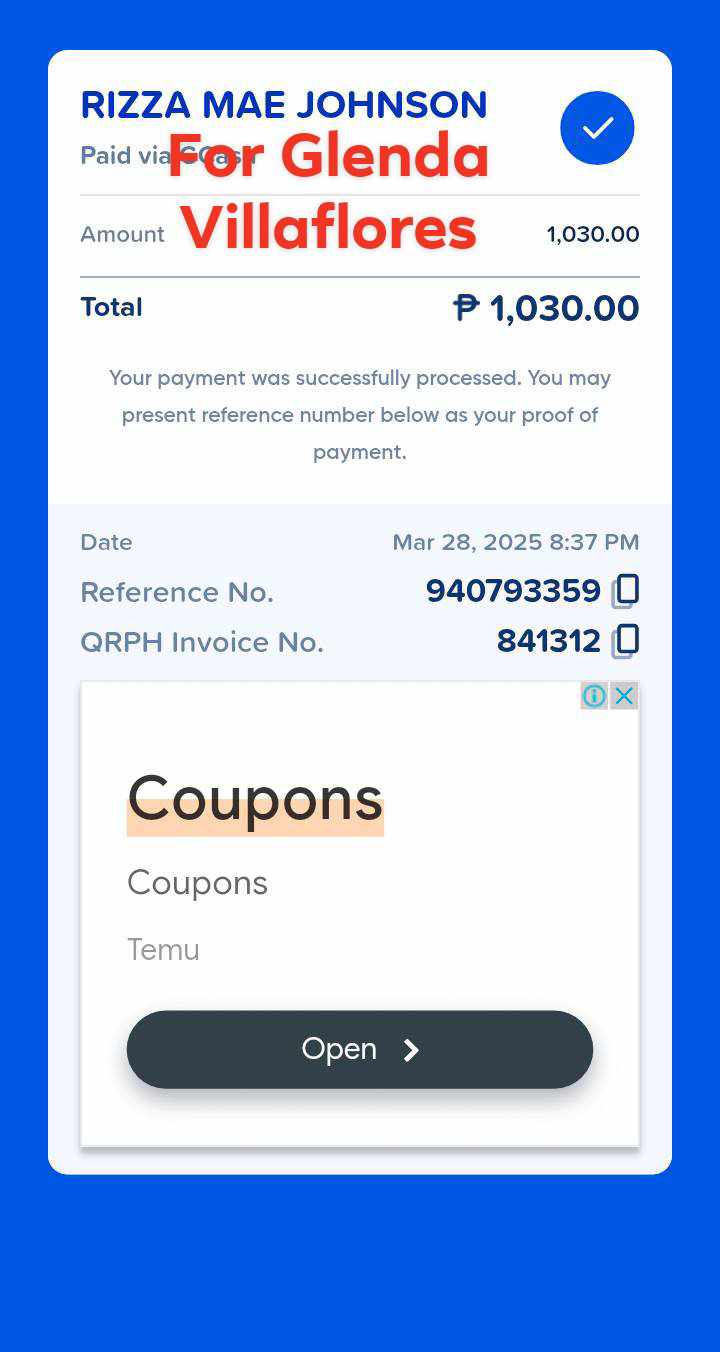 RIZZA MAE JOHNSON
Paid via GCash
For Glenda
Villaflores
Amount 1,030.00
Total ₱ 1,030.00
Your payment was successfully processed. You may
present reference number below as your proof of
payment.
Date Mar 28, 2025 8:37 PM
Reference No. 940793359
QRPH Invoice No. 841312
Coupons
Coupons
Temu
Open